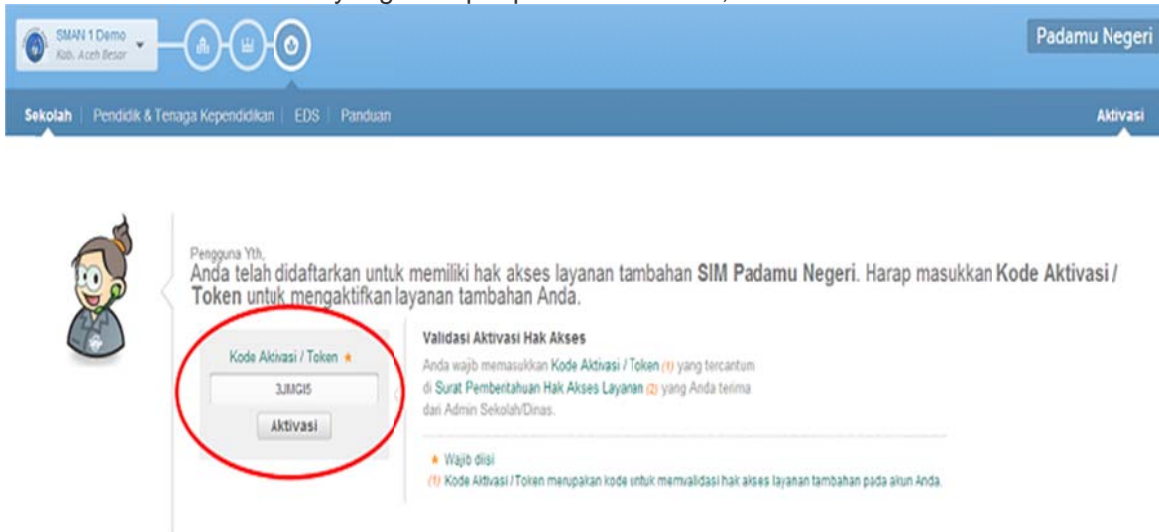 SMAN 1 Demo
Kab. Aceh Besar
Padamu Negeri
Sekolah | Pendidik & Tenaga Kependidikan | EDS | Panduan
Aktivasi
Pengguna Yth,
Anda telah didaftarkan untuk memiliki hak akses layanan tambahan SIM Padamu Negeri. Harap masukkan Kode Aktivasi /
Token untuk mengaktifkan layanan tambahan Anda.
Kode Aktivasi / Token ★
Aktivasi
Validasi Aktivasi Hak Akses
Anda wajib memasukkan Kode Aktivasi / Token (1) yang tercantum
di Surat Pemberitahuan Hak Akses Layanan (2) yang Anda terima
dari Admin Sekolah/Dinas.
★ Wajib diisi
(1) Kode Aktivasi / Token merupakan kode untuk memvalidasi hak akses layanan tambahan pada akun Anda.